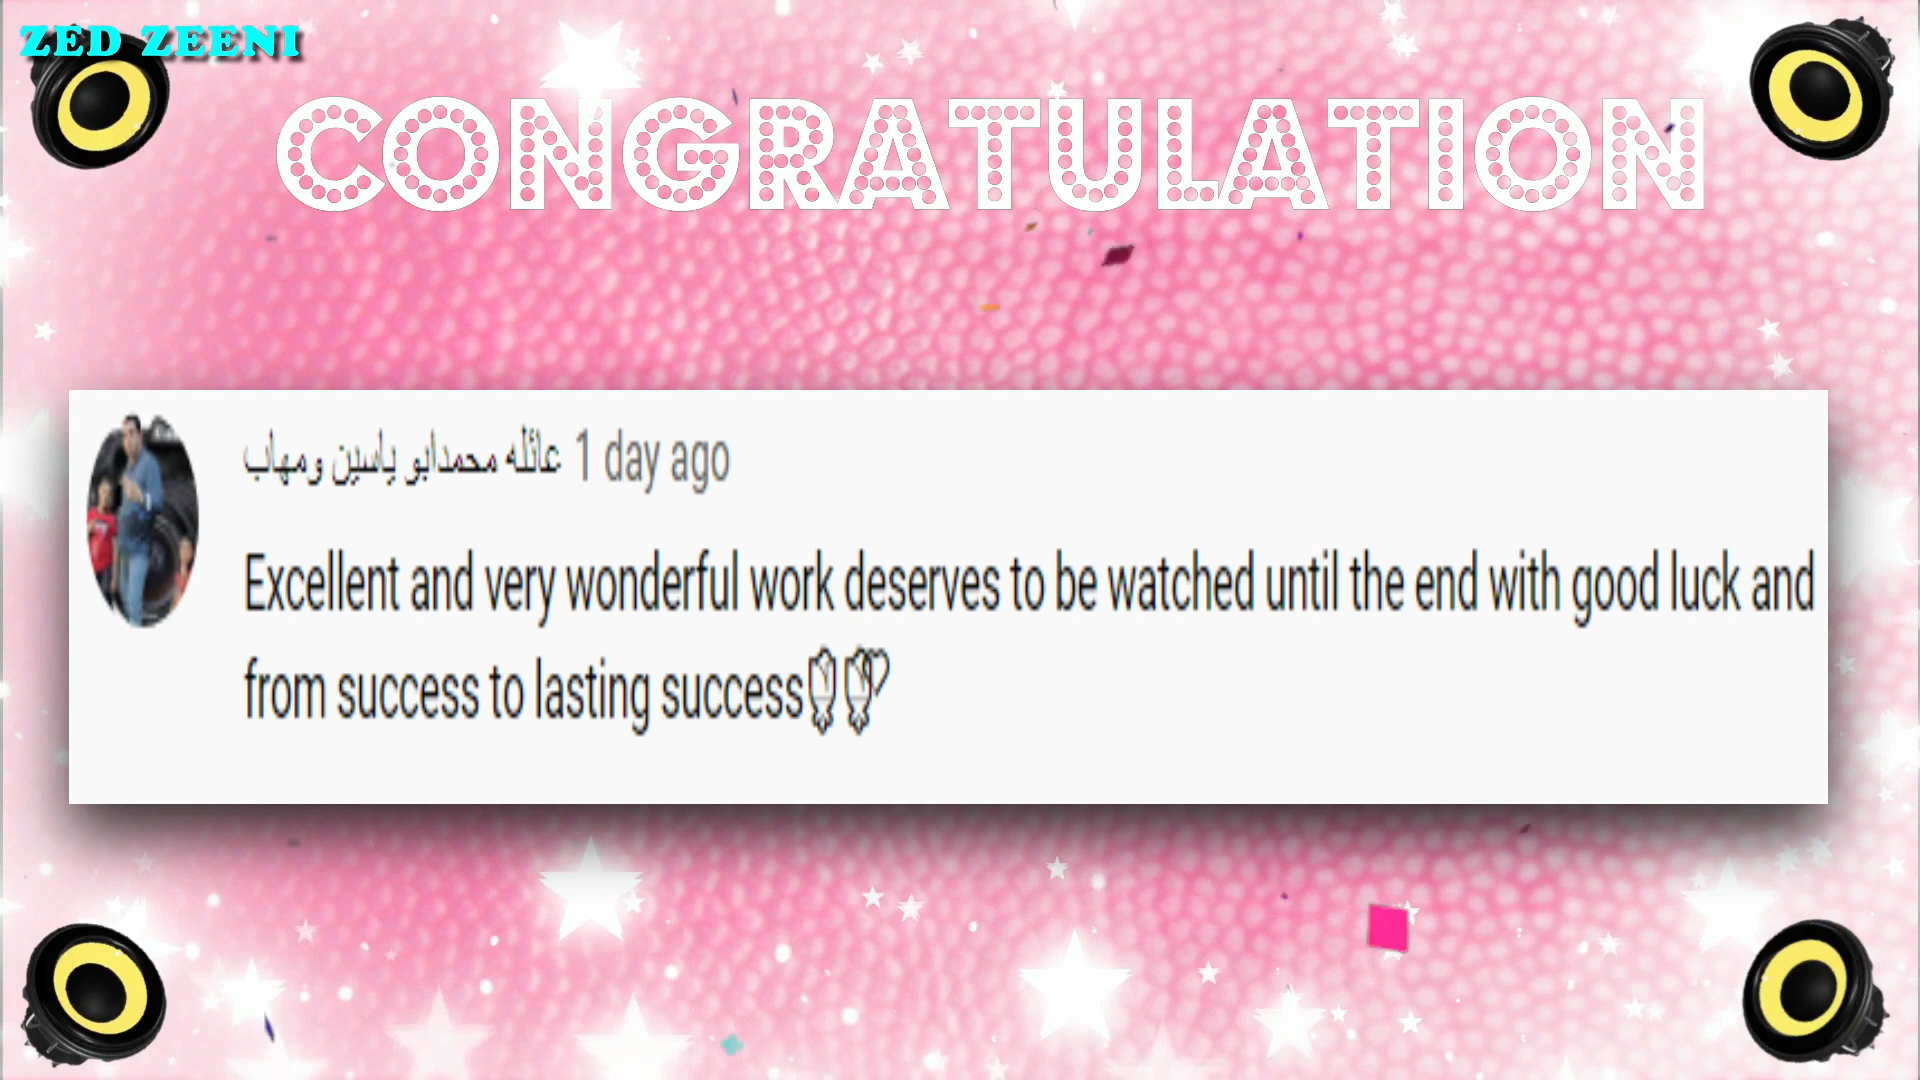 ZED ZEENI
CONGRATULATION
عائله محمدابو ياسين ومهاب 1 day ago
Excellent and very wonderful work deserves to be watched until the end with good luck and
from success to lasting success